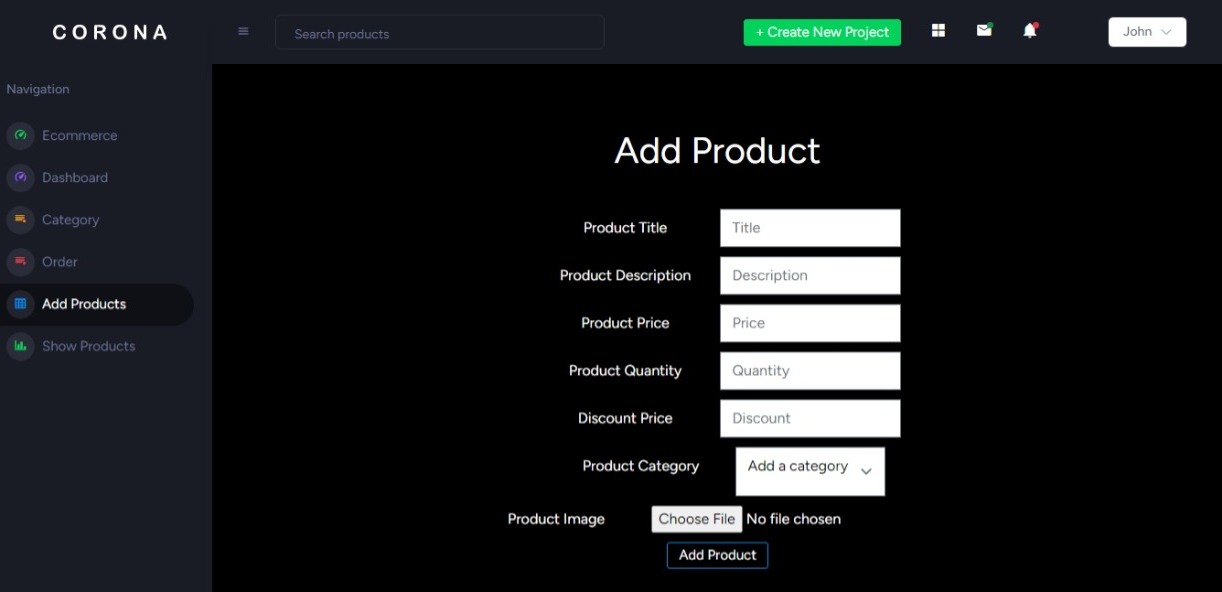 CORONA
Search products
+ Create New Project
John
Navigation
Ecommerce
Dashboard
Category
Order
Add Products
Show Products
Add Product
Product Title Title
Product Description Description
Product Price Price
Product Quantity Quantity
Discount Price Discount
Product Category Add a category
Product Image Choose File No file chosen
Add Product